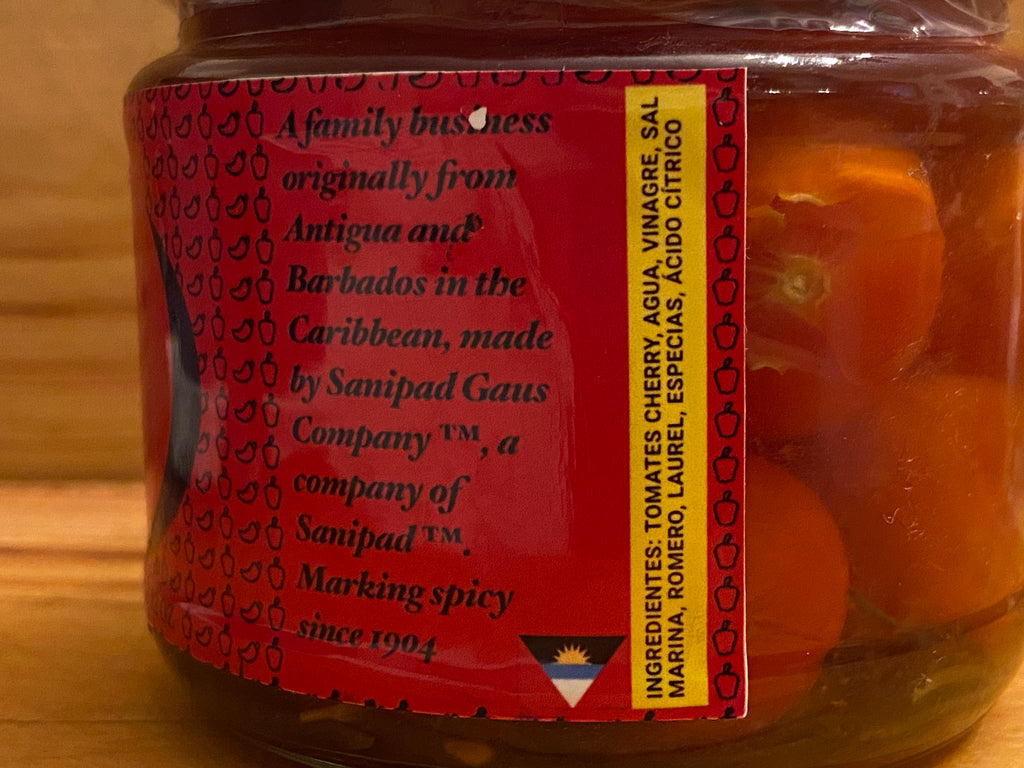 A family business
originally from
Antigua and
Barbados in the
Caribbean, made
by Sanipad Gaus
Company ™, a
company of
Sanipad ™.
Marking spicy
since 1904
INGREDIENTES: TOMATES CHERRY, AGUA, VINAGRE, SAL
MARINA, ROMERO, LAUREL, ESPECIAS, ÁCIDO CÍTRICO